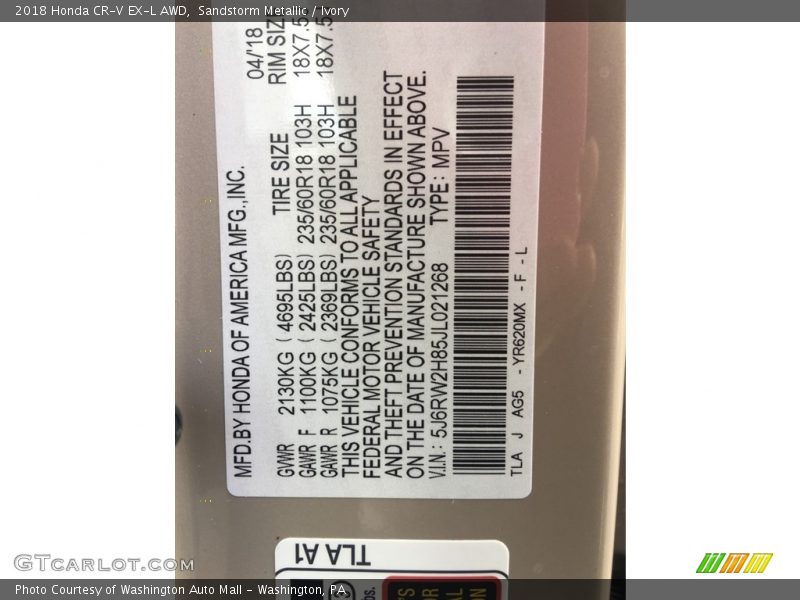 2018 Honda CR-V EX-L AWD, Sandstorm Metallic / Ivory
MFD.BY HONDA OF AMERICA MFG.,INC. 04/'18
TIRE SIZE RIM SIZ
GVWR 2130KG ( 4695LBS)
GAWR F 1100KG ( 2425LBS) 235/60R18 103H 18X7.5
GAWR R 1075KG ( 2369LBS) 235/60R18 103H 18X7.5
THIS VEHICLE CONFORMS TO ALL APPLICABLE
FEDERAL MOTOR VEHICLE SAFETY
AND THEFT PREVENTION STANDARDS IN EFFECT
ON THE DATE OF MANUFACTURE SHOWN ABOVE.
V.I.N.: 5J6RW2H85JL021268 TYPE: MPV
TLA J AG5 - YR620MX - F - L
TLA A1
GTCarLot.com
Photo Courtesy of Washington Auto Mall - Washington, PA